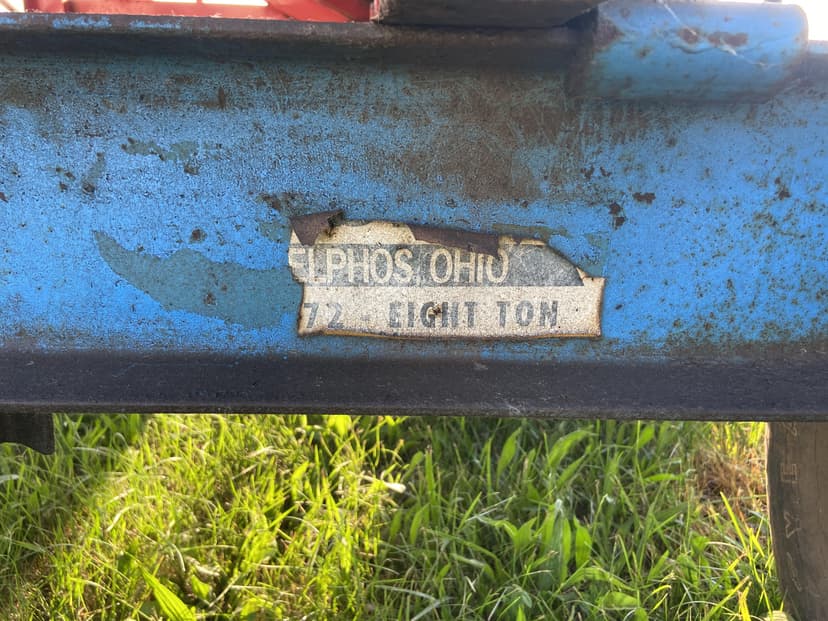 ELPHOS, OHIO
72 - EIGHT TON